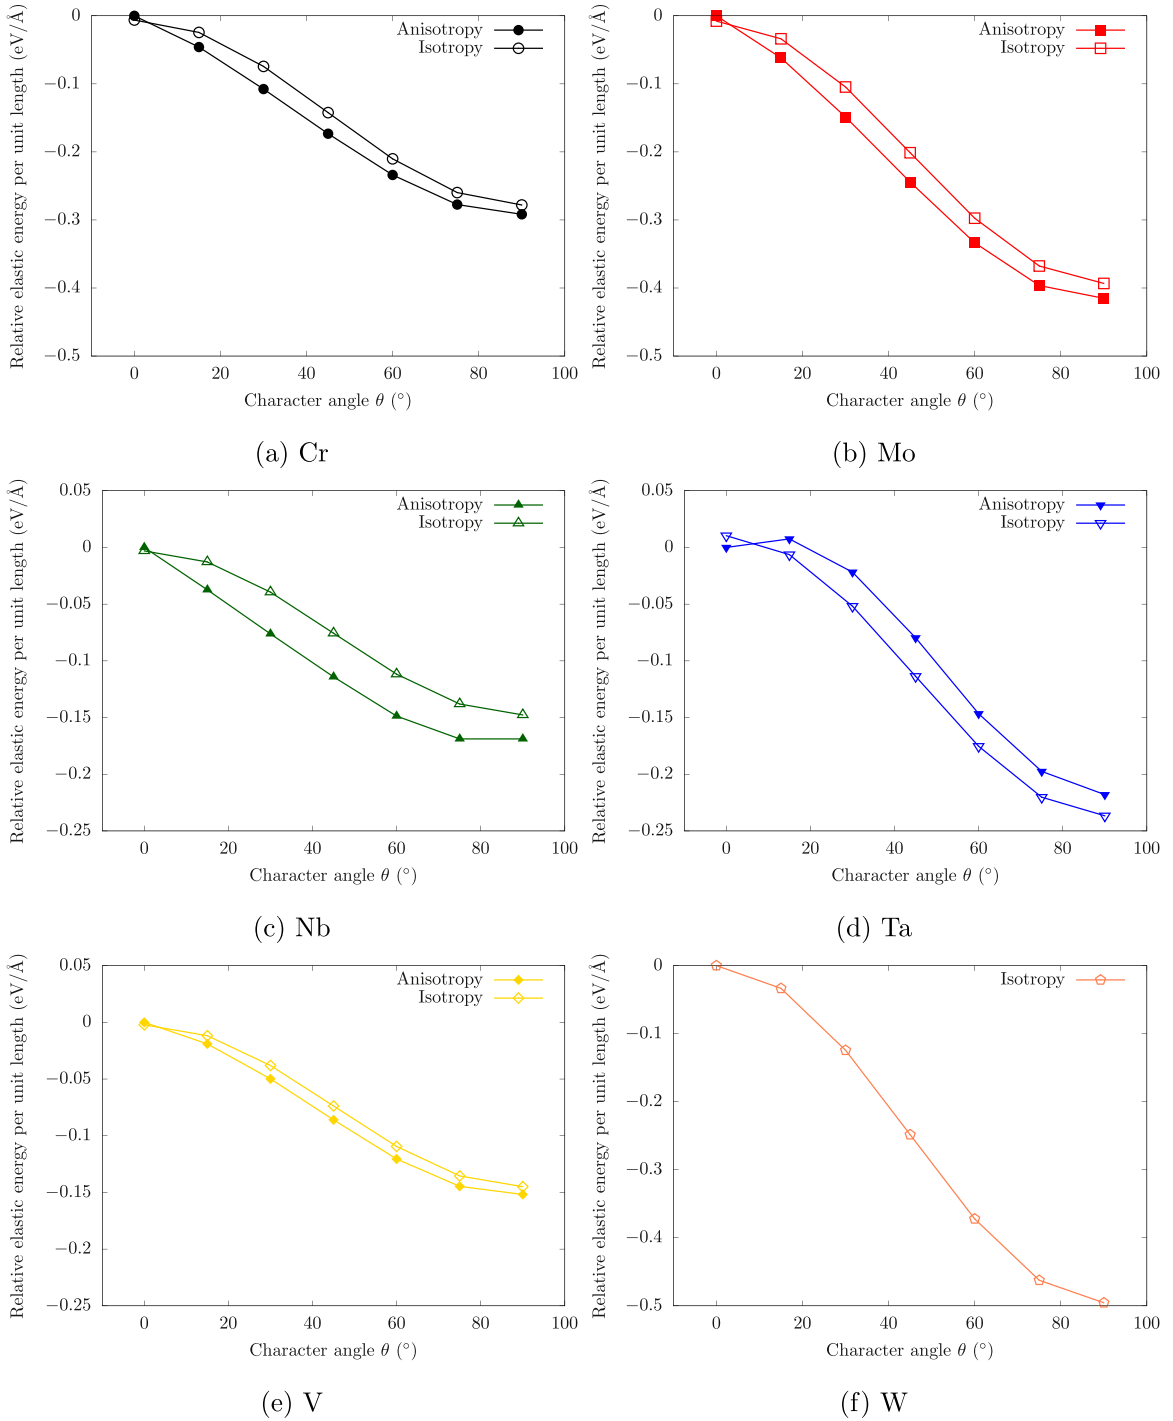 Relative elastic energy per unit length (eV/Å)
0
−0.1
−0.2
−0.3
−0.4
−0.5
0 20 40 60 80 100
Character angle θ (°)
Anisotropy
Isotropy
(a) Cr
Relative elastic energy per unit length (eV/Å)
0
−0.1
−0.2
−0.3
−0.4
−0.5
0 20 40 60 80 100
Character angle θ (°)
Anisotropy
Isotropy
(b) Mo
Relative elastic energy per unit length (eV/Å)
0.05
0
−0.05
−0.1
−0.15
−0.2
−0.25
0 20 40 60 80 100
Character angle θ (°)
Anisotropy
Isotropy
(c) Nb
Relative elastic energy per unit length (eV/Å)
0.05
0
−0.05
−0.1
−0.15
−0.2
−0.25
0 20 40 60 80 100
Character angle θ (°)
Anisotropy
Isotropy
(d) Ta
Relative elastic energy per unit length (eV/Å)
0.05
0
−0.05
−0.1
−0.15
−0.2
−0.25
0 20 40 60 80 100
Character angle θ (°)
Anisotropy
Isotropy
(e) V
Relative elastic energy per unit length (eV/Å)
0
−0.1
−0.2
−0.3
−0.4
−0.5
0 20 40 60 80 100
Character angle θ (°)
Isotropy
(f) W